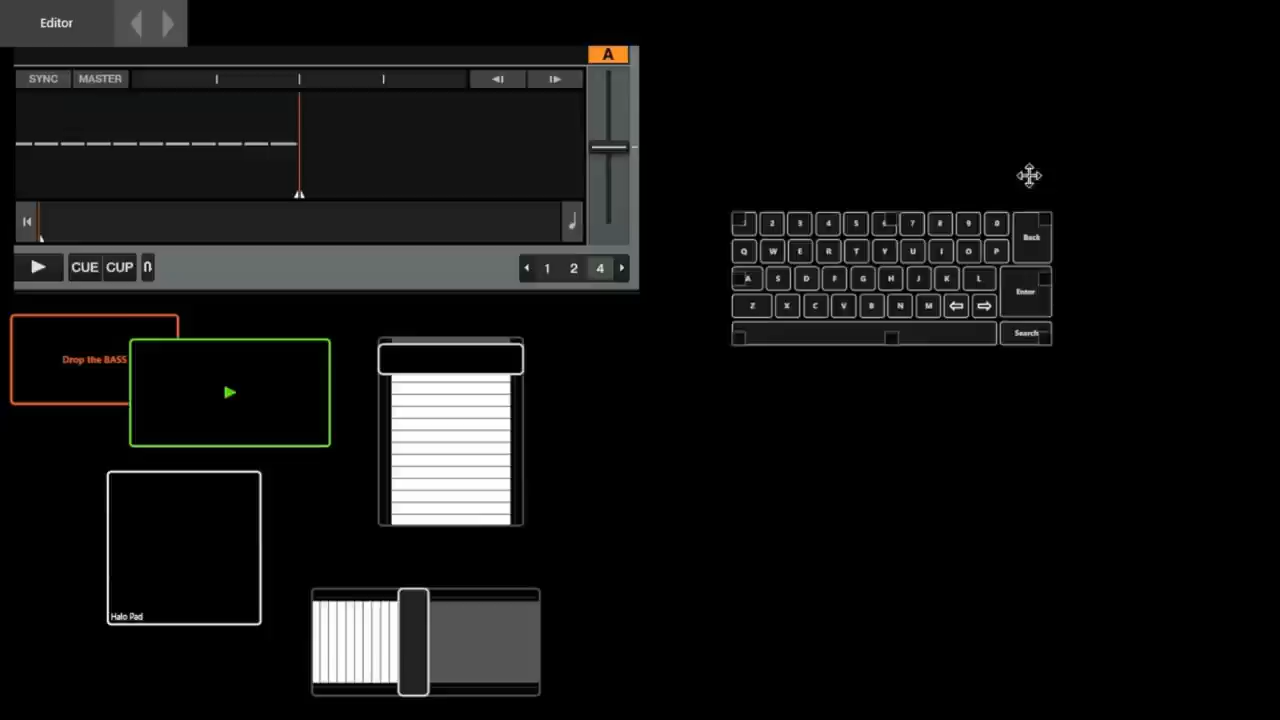 Editor
A
SYNC MASTER
CUE CUP
1 2 4
Drop the BASS
Halo Pad
2 3 4 5 6 7 8 9 0
Back
Q W E R T Y U I O P
A S D F G H J K L
Enter
Z X C V B N M
Search